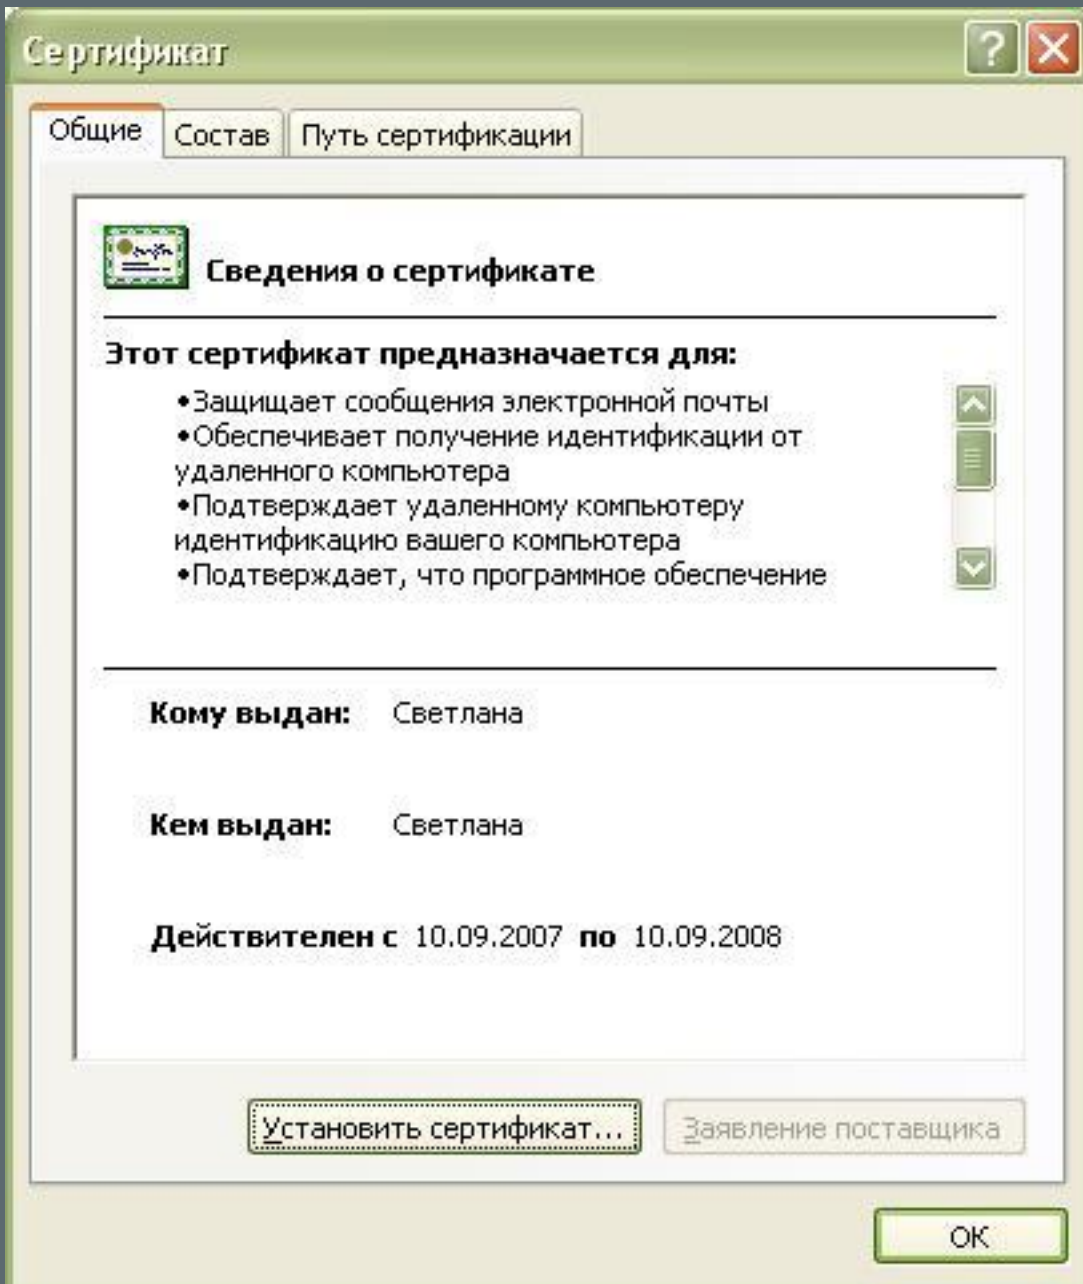 Сертификат
Общие Состав Путь сертификации
Сведения о сертификате
Этот сертификат предназначается для:
•Защищает сообщения электронной почты
•Обеспечивает получение идентификации от
удаленного компьютера
•Подтверждает удаленному компьютеру
идентификацию вашего компьютера
•Подтверждает, что программное обеспечение
Кому выдан: Светлана
Кем выдан: Светлана
Действителен с 10.09.2007 по 10.09.2008
Установить сертификат... Заявление поставщика
ОК